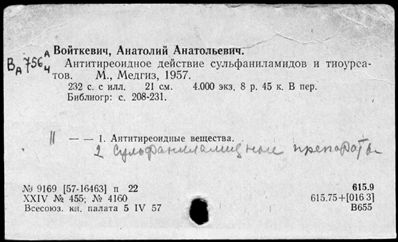 Войткевич, Анатолий Анатольевич.
ВА 756
Антитиреоидное действие сульфаниламидов и тиоурса-
тов. М., Медгиз, 1957.
232 с. с илл. 21 см. 4.000 экз. 8 р. 45 к. В пер.
Библиогр: с. 208-231.
II — 1. Антитиреоидные вещества.
2 сульфаниламидные препараты
№ 9169 [57-16463] п 22 615.9
XXIV № 455; № 4160 615.75+[016 3]
Всесоюз. кн. палата 5 IV 57 В655